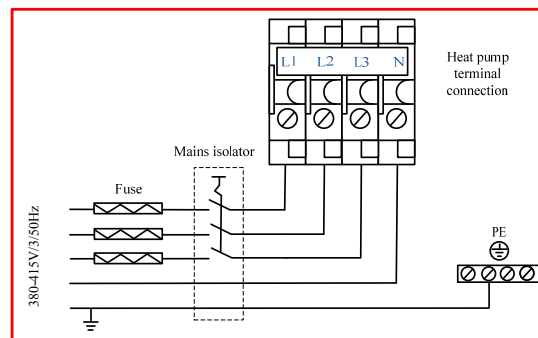 L1 L2 L3 N
Heat pump
terminal
connection
Mains isolator
Fuse
380-415V/3/50Hz
PE